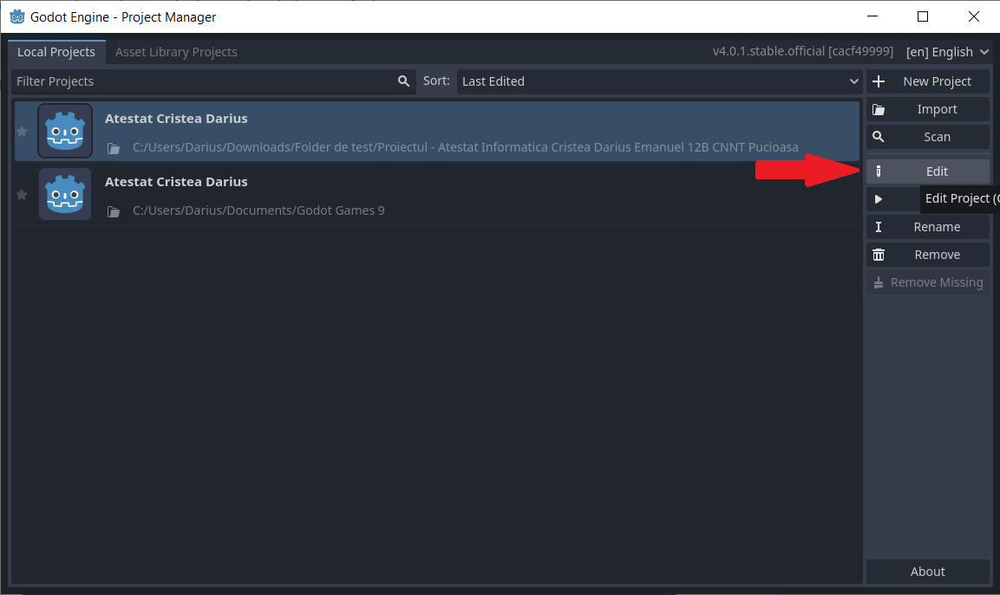 Godot Engine - Project Manager
Local Projects
Asset Library Projects
v4.0.1.stable.official [cacf49999]
[en] English
Filter Projects
Sort:
Last Edited
New Project
Atestat Cristea Darius
C:/Users/Darius/Downloads/Folder de test/Proiectul - Atestat Informatica Cristea Darius Emanuel 12B CNNT Pucioasa
Import
Scan
Edit
Atestat Cristea Darius
C:/Users/Darius/Documents/Godot Games 9
Edit Project (
Rename
Remove
Remove Missing
About